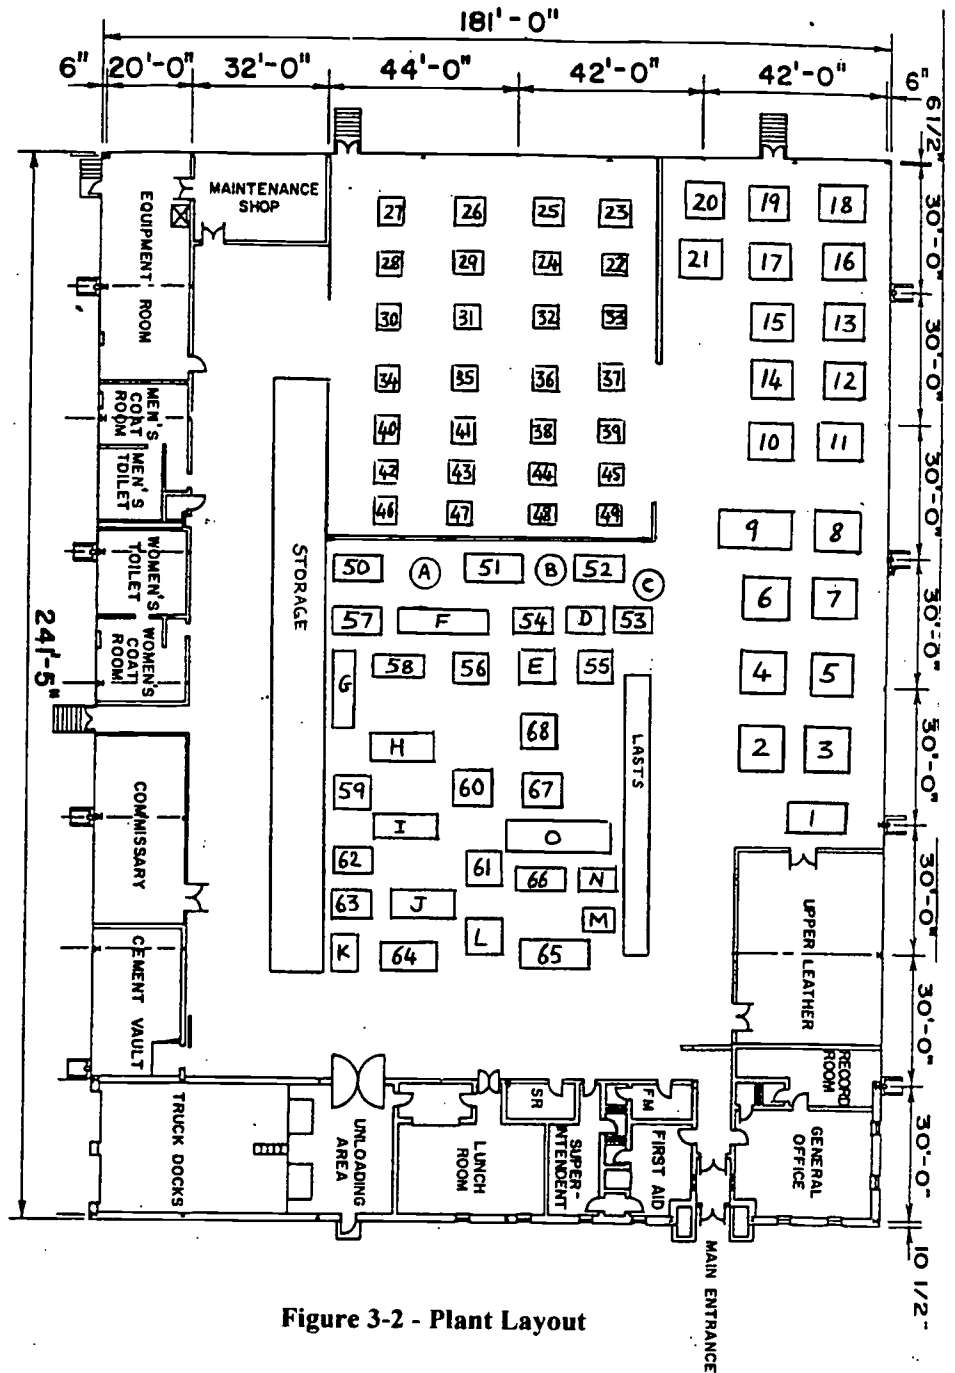 181'-0"
6" 20'-0" 32'-0" 44'-0" 42'-0" 42'-0" 6"
6 1/2"
30'-0"
30'-0"
30'-0"
30'-0"
30'-0"
30'-0"
30'-0"
30'-0"
10 1/2"
241'-5"
EQUIPMENT ROOM
MAINTENANCE
SHOP
MEN'S
COAT
ROOM
MEN'S
TOILET
WOMEN'S
TOILET
WOMEN'S
COAT
ROOM
COMMISSARY
CEMENT VAULT
TRUCK DOCKS
STORAGE
27 26 25 23
28 29 24 22
30 31 32 33
34 35 36 37
40 41 38 39
42 43 44 45
46 47 48 49
20 19 18
21 17 16
15 13
14 12
10 11
9 8
6 7
4 5
2 3
1
50 A 51 B 52 C
57 F 54 D 53
G 58 56 E 55
H 68
59 60 67
I O
62 61 66 N
63 J M
K 64 L 65
LAST'S
UPPER LEATHER
RECORD
ROOM
GENERAL
OFFICE
UNLOADING
AREA
LUNCH
ROOM
SR
SUPER-
INTENDENT
FM
FIRST AID
MAIN ENTRANCE
Figure 3-2 - Plant Layout